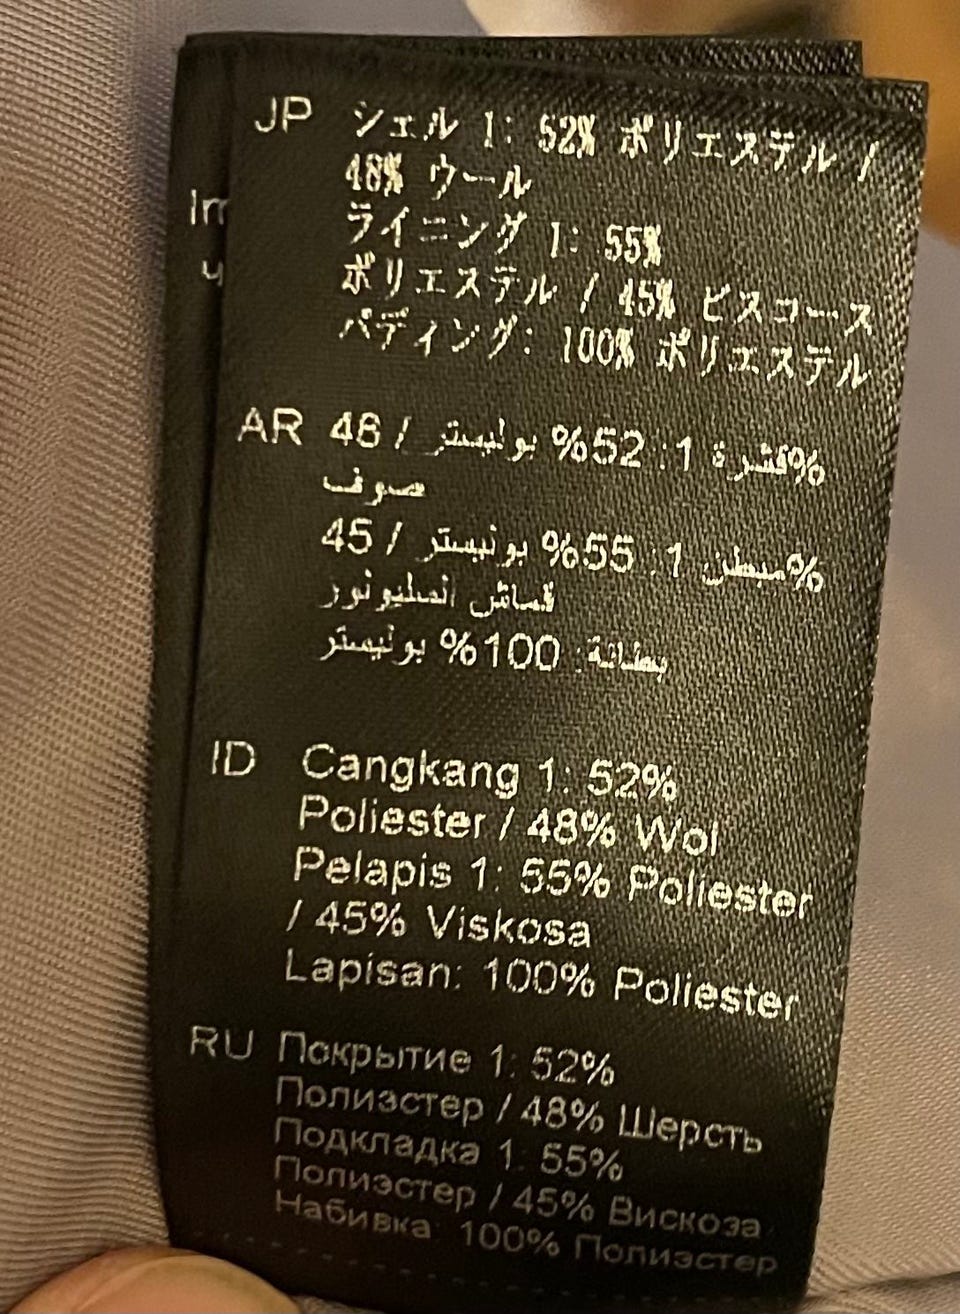 JP シェル 1: 52% ポリエステル /
48% ウール
ライニング 1: 55%
ポリエステル / 45% ビスコース
パディング: 100% ポリエステル
AR %قشرة 1: 52% بوليستر / 48
صوف
%مبطن 1: 55% بوليستر / 45
قماش السليولوز
بطانة: 100% بوليستر
ID Cangkang 1: 52%
Poliester / 48% Wol
Pelapis 1: 55% Poliester
/ 45% Viskosa
Lapisan: 100% Poliester
RU Покрытие 1: 52%
Полиэстер / 48% Шерсть
Подкладка 1: 55%
Полиэстер / 45% Вискоза
Набивка: 100% Полиэстер